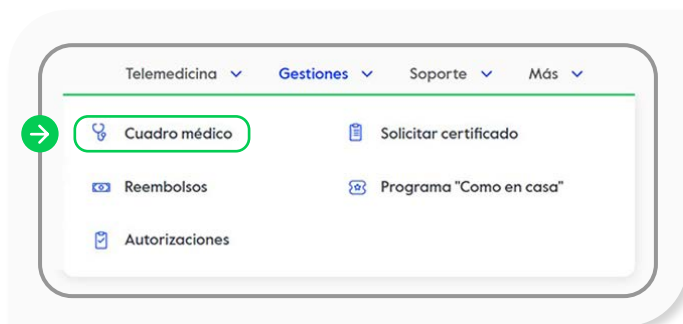 Telemedicina Gestiones Soporte Más
Cuadro médico Solicitar certificado
Reembolsos Programa "Como en casa"
Autorizaciones